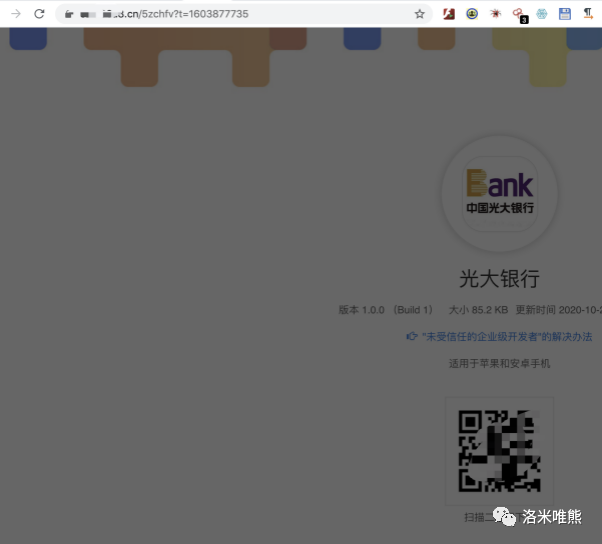 .cn/5zchfv?t=1603877735
3
Bank
中国光大银行
光大银行
版本 1.0.0 （Build 1） 大小 85.2 KB 更新时间 2020-10-2
"未受信任的企业级开发者"的解决办法
适用于苹果和安卓手机
扫描二
洛米唯熊